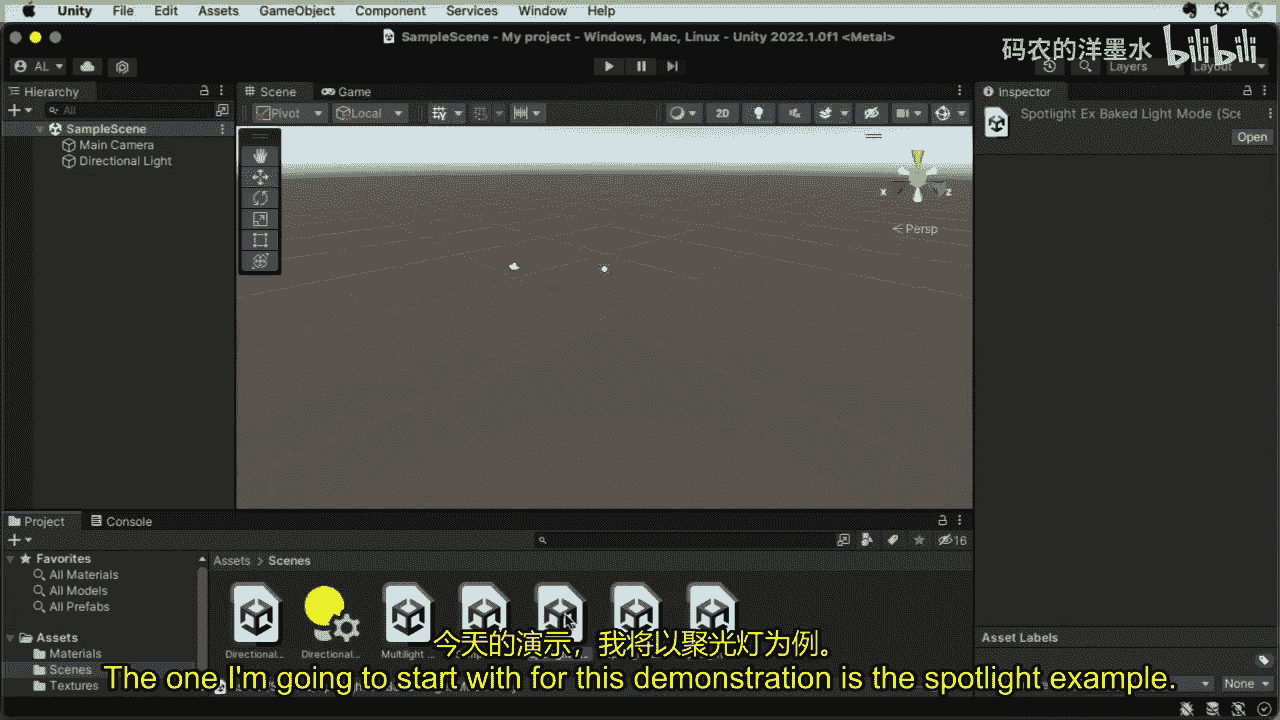 Unity File Edit Assets GameObject Component Services Window Help
SampleScene - My project - Windows, Mac, Linux - Unity 2022.1.0f1 <Metal>
码农的洋墨水 bilibili
AL Layers Layout
Hierarchy Scene Game Inspector
All Pivot Local 2D Spotlight Ex Baked Light Mode (Sce
SampleScene
Open
Main Camera
Directional Light
x z
Persp
Project Console
16
Favorites Assets > Scenes
All Materials
All Models
All Prefabs
Assets Asset Labels
Materials Directional... Directional... Multilight
今天的演示，我将以聚光灯为例。
Scenes
The one I'm going to start with for this demonstration is the spotlight example.
Textures None